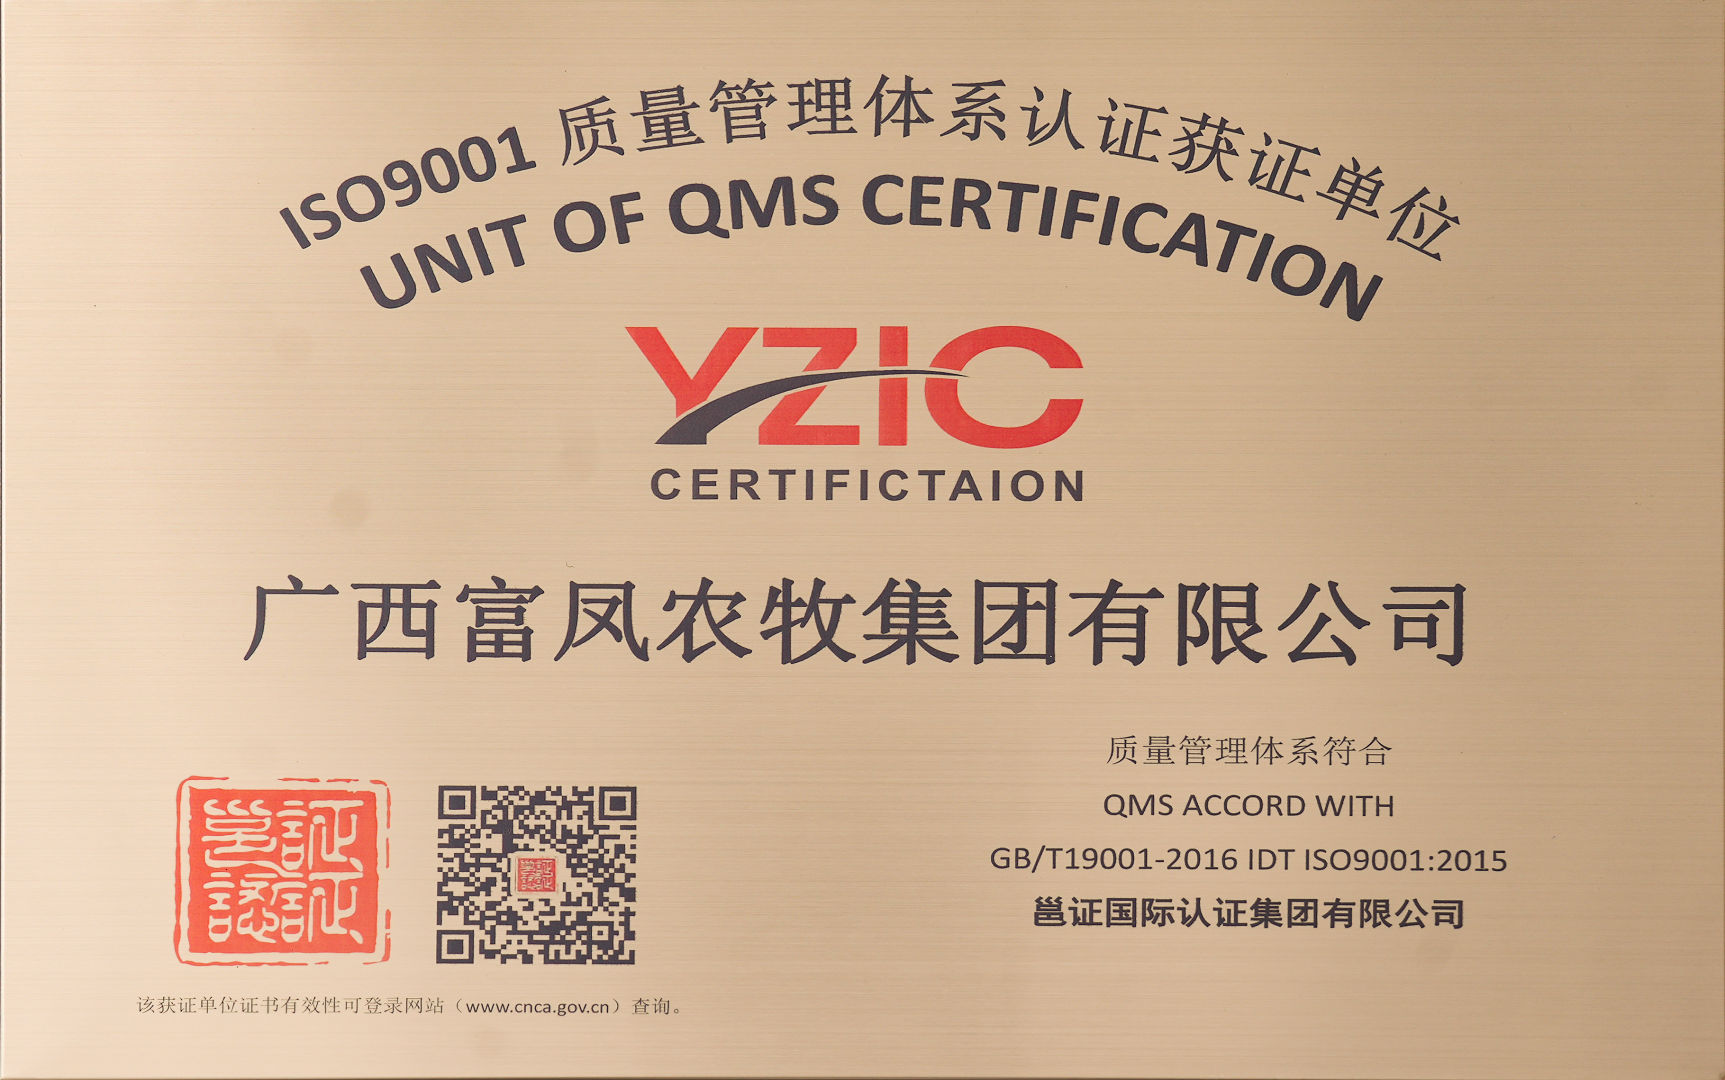 ISO9001 质量管理体系认证获证单位
UNIT OF QMS CERTIFICATION
YZIC
CERTIFICTAION
广西富凤农牧集团有限公司
质量管理体系符合
QMS ACCORD WITH
GB/T19001-2016 IDT ISO9001:2015
邕证国际认证集团有限公司
邕証
認証
该获证单位证书有效性可登录网站（www.cnca.gov.cn）查询。